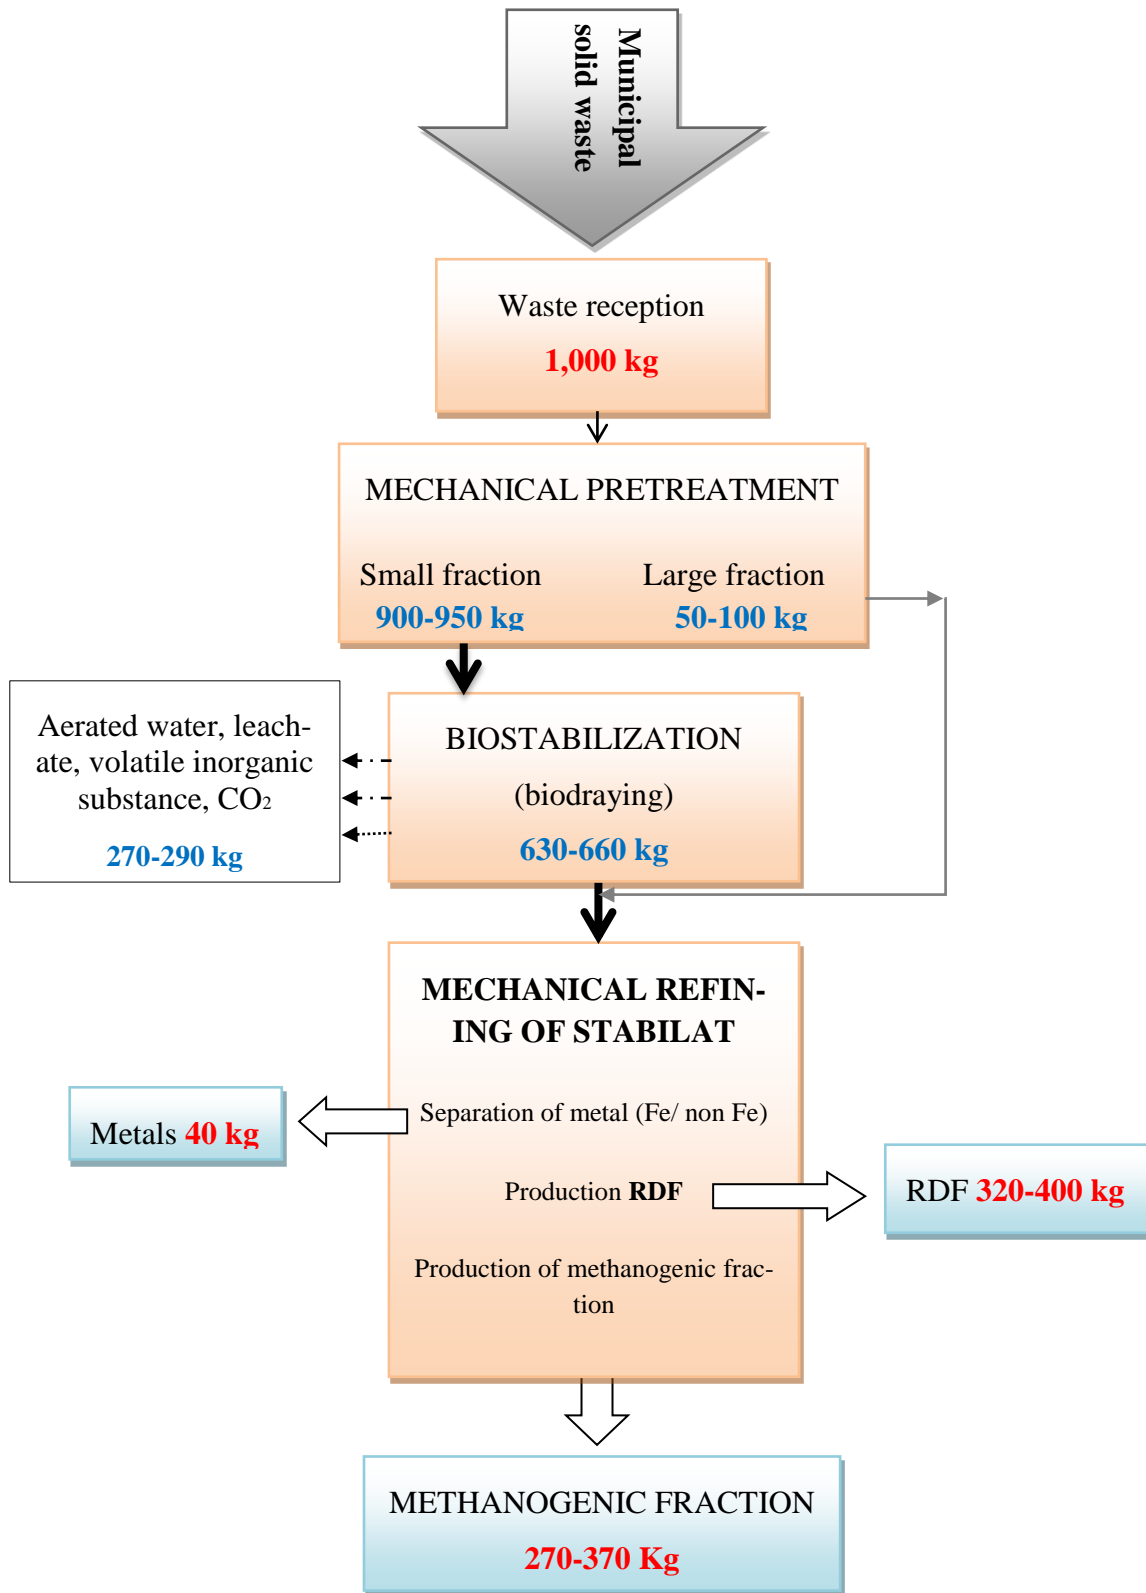 Municipal
solid waste
Waste reception
1,000 kg
MECHANICAL PRETREATMENT
Small fraction
900-950 kg
Large fraction
50-100 kg
Aerated water, leach-
ate, volatile inorganic
substance, CO2
270-290 kg
BIOSTABILIZATION
(biodraying)
630-660 kg
MECHANICAL REFIN-
ING OF STABILAT
Separation of metal (Fe/ non Fe)
Metals 40 kg
Production RDF
RDF 320-400 kg
Production of methanogenic frac-
tion
METHANOGENIC FRACTION
270-370 Kg